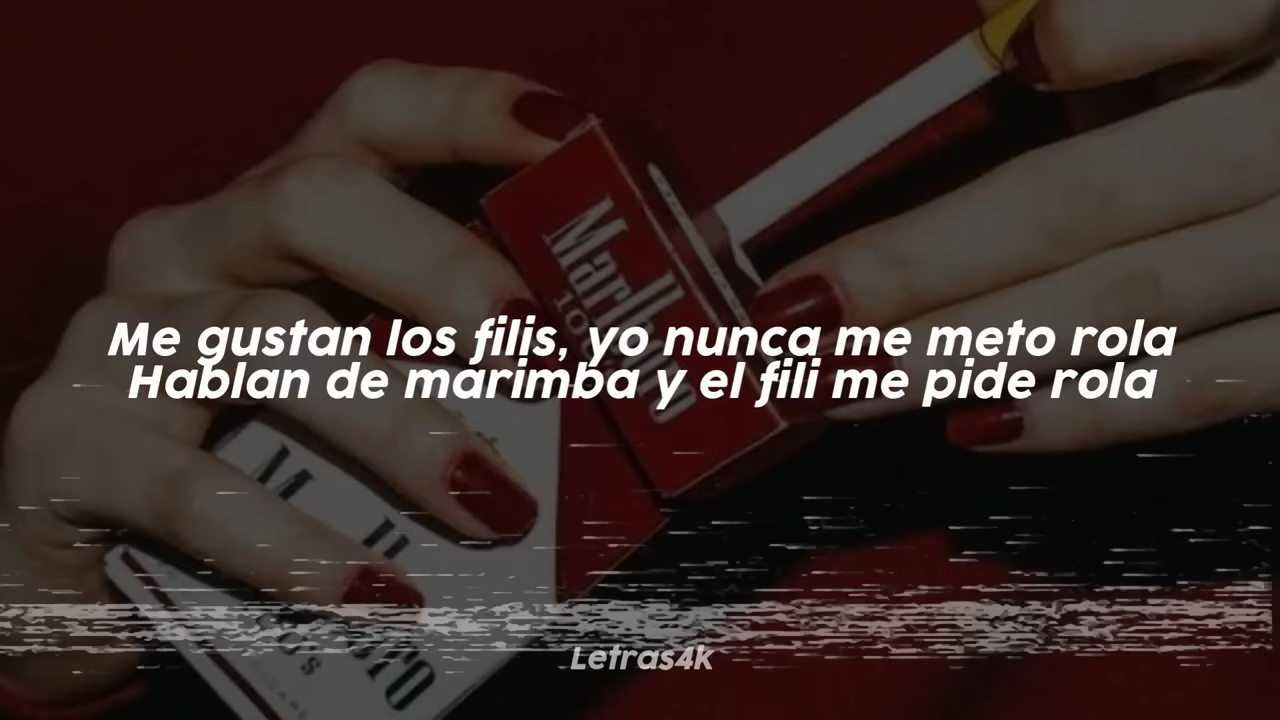 Me gustan los filis, yo nunca me meto rola
Hablan de marimba y el fili me pide rola
Marlboro
100
Letras4k